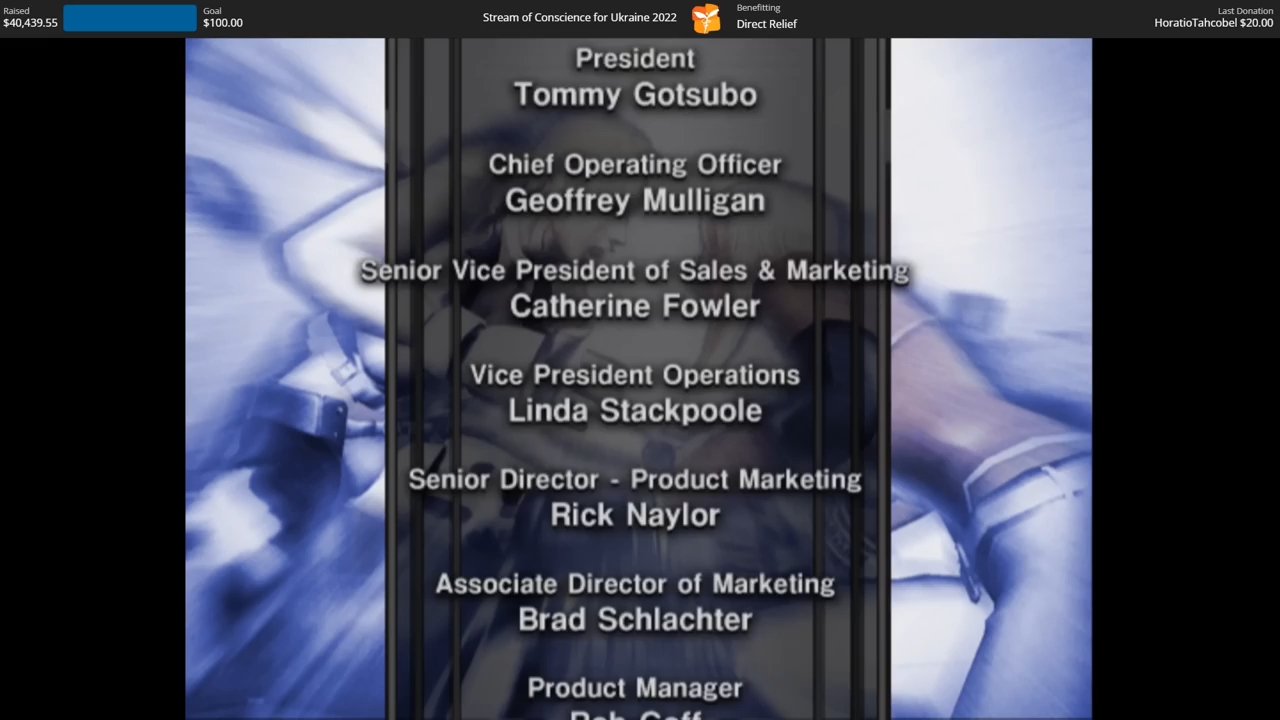 Raised
$40,439.55
Goal
$100.00
Stream of Conscience for Ukraine 2022
Benefitting
Direct Relief
Last Donation
HoratioTahcobel $20.00
President
Tommy Gotsubo
Chief Operating Officer
Geoffrey Mulligan
Senior Vice President of Sales & Marketing
Catherine Fowler
Vice President Operations
Linda Stackpoole
Senior Director - Product Marketing
Rick Naylor
Associate Director of Marketing
Brad Schlachter
Product Manager